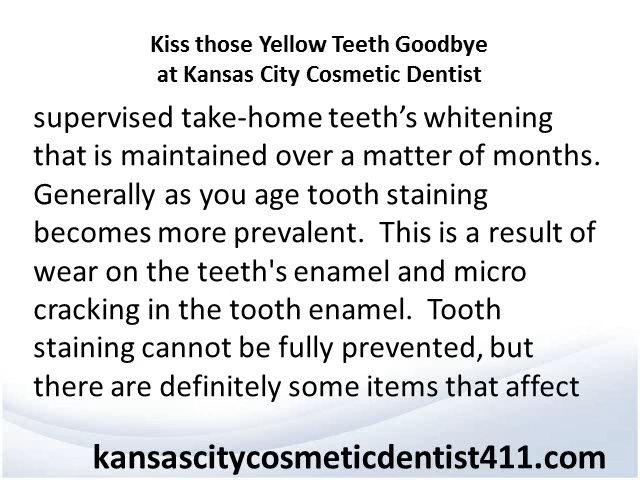 Kiss those Yellow Teeth Goodbye
at Kansas City Cosmetic Dentist
supervised take-home teeth’s whitening
that is maintained over a matter of months.
Generally as you age tooth staining
becomes more prevalent.  This is a result of
wear on the teeth's enamel and micro
cracking in the tooth enamel.  Tooth
staining cannot be fully prevented, but
there are definitely some items that affect
kansascitycosmeticdentist411.com